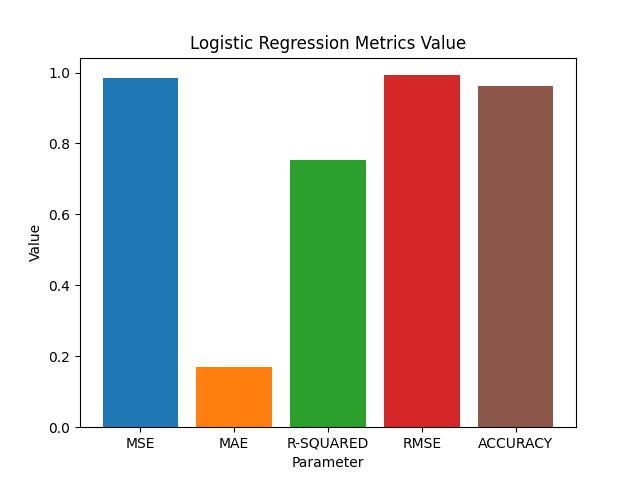 Logistic Regression Metrics Value
1.0
0.8
0.6
0.4
0.2
0.0
Value
MSE MAE R-SQUARED RMSE ACCURACY
Parameter